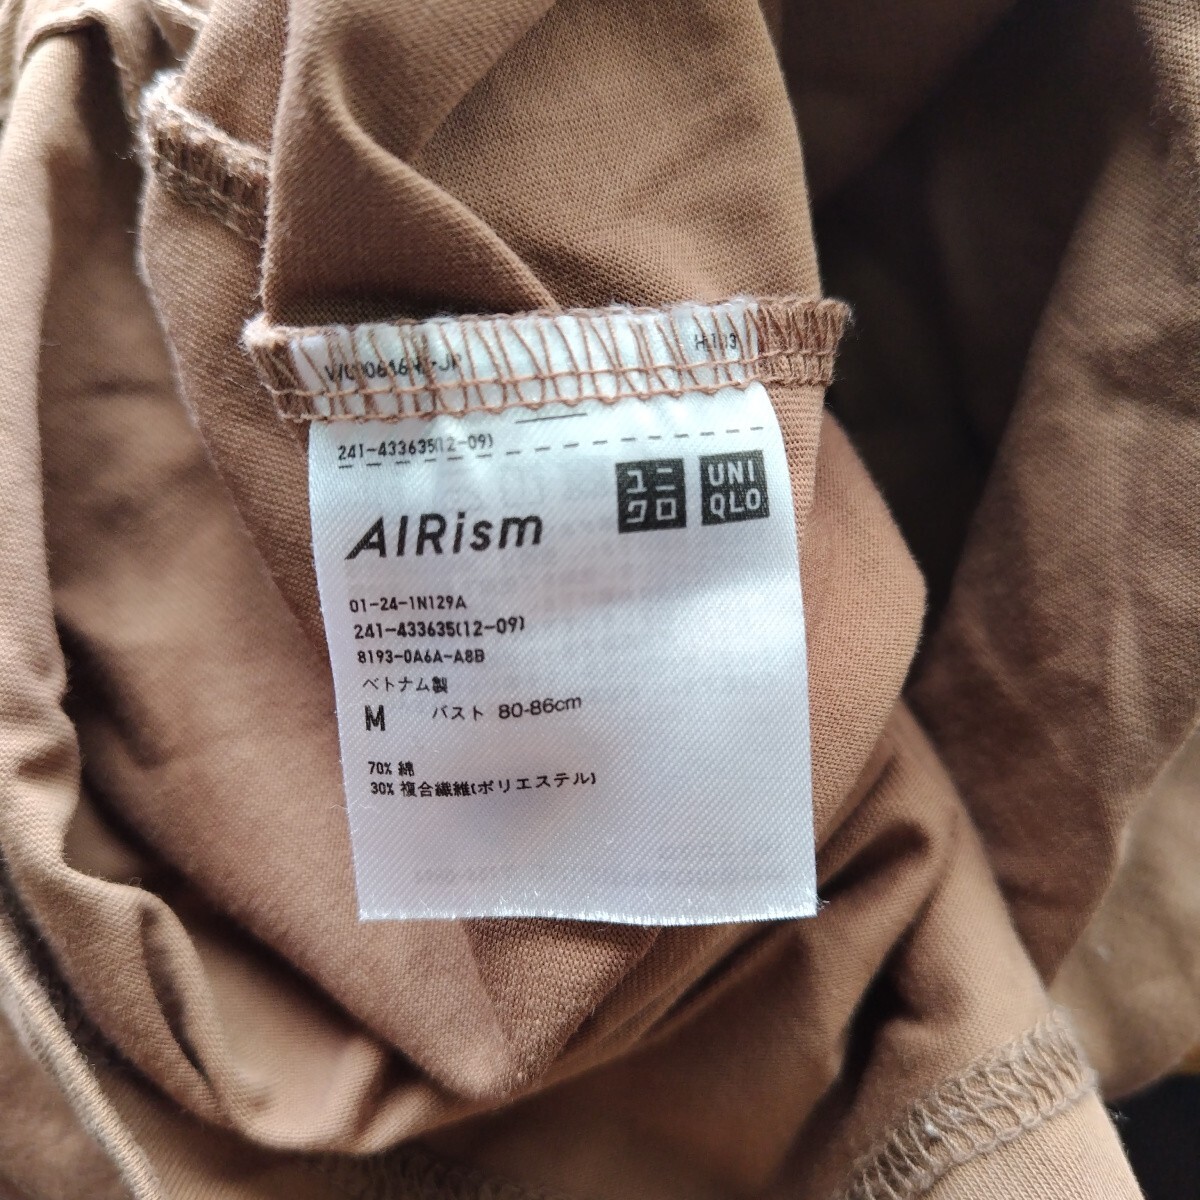 241-433635(12-09)
ユニクロ
UNIQLO
AIRism
01-24-1N129A
241-433635(12-09)
8193-0A6A-A8B
ベトナム製
M バスト 80-86cm
70% 綿
30% 複合繊維(ポリエステル)